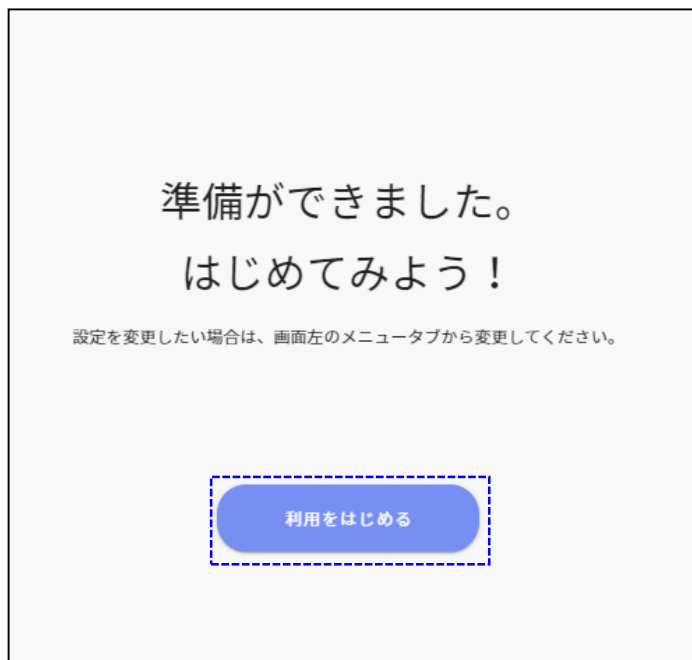 準備ができました。
はじめてみよう！
設定を変更したい場合は、画面左のメニュータブから変更してください。
利用をはじめる